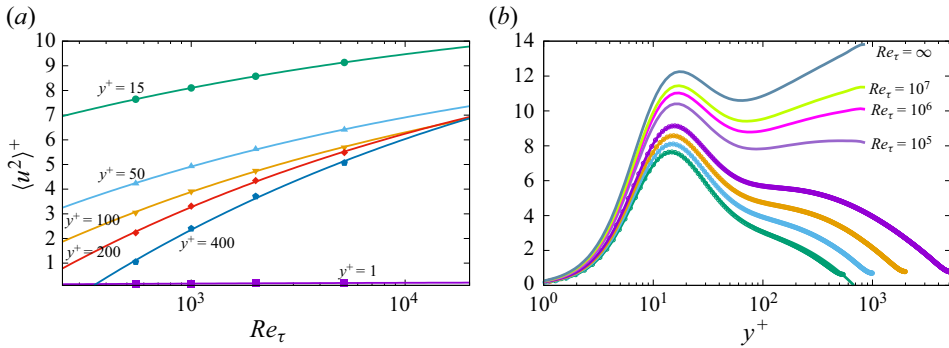 (a)
10
9
8
7
6
5
4
3
2
1
⟨u²⟩⁺
y⁺ = 15
y⁺ = 50
y⁺ = 100
y⁺ = 200
y⁺ = 400
y⁺ = 1
10³
10⁴
Re_τ
(b)
14
12
10
8
6
4
2
0
Re_τ = ∞
Re_τ = 10⁷
Re_τ = 10⁶
Re_τ = 10⁵
10⁰
10¹
10²
10³
y⁺